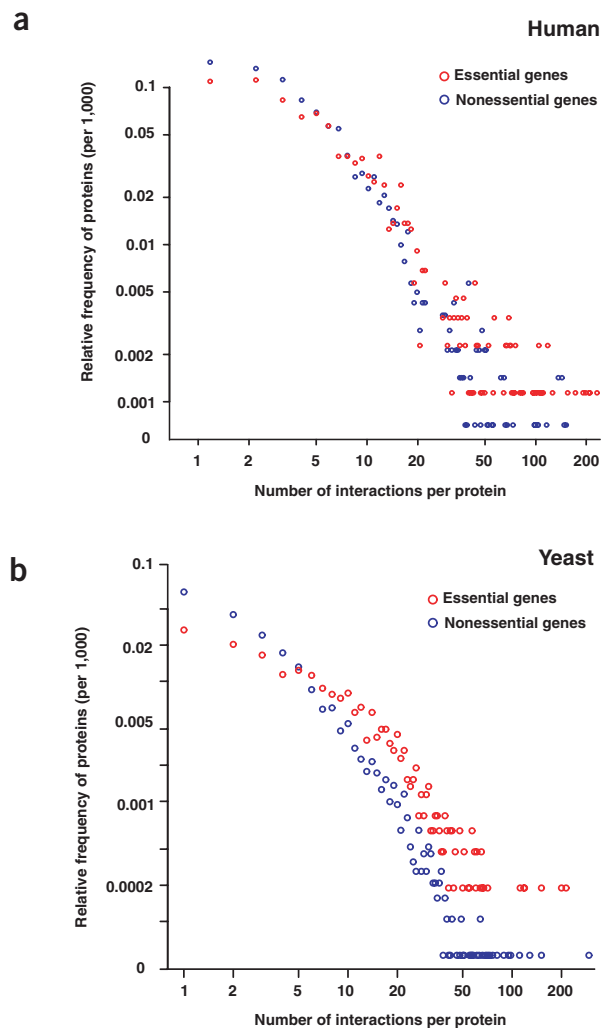 a
Human
Essential genes
Nonessential genes
Relative frequency of proteins (per 1,000)
0.1
0.05
0.02
0.01
0.005
0.002
0.001
0
1 2 5 10 20 50 100 200
Number of interactions per protein
b
Yeast
Essential genes
Nonessential genes
Relative frequency of proteins (per 1,000)
0.1
0.02
0.005
0.001
0.0002
0
1 2 5 10 20 50 100 200
Number of interactions per protein